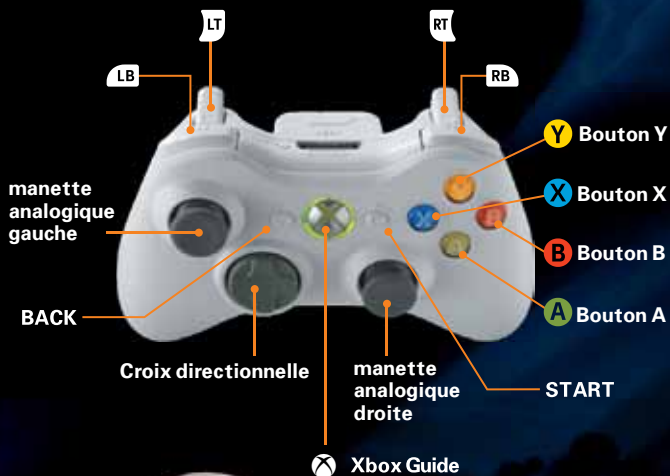 LT
RT
LB
RB
Y Bouton Y
manette
analogique
gauche
X Bouton X
B Bouton B
BACK
A Bouton A
Croix directionnelle
manette
analogique
droite
START
Xbox Guide